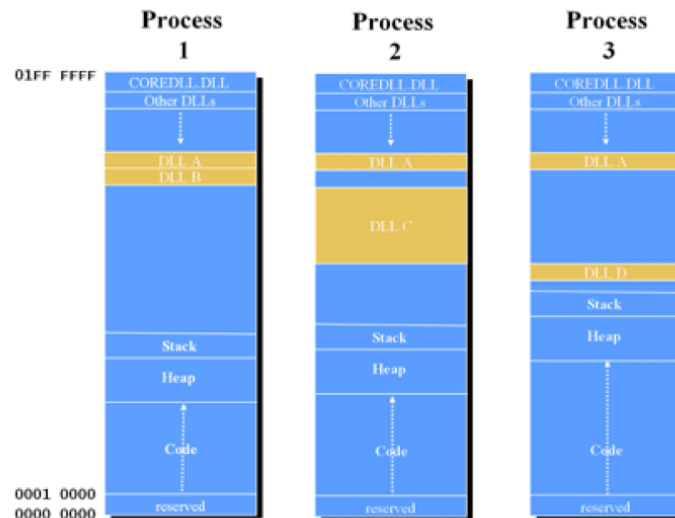 Process
1
Process
2
Process
3
01FF FFFF
COREDLL.DLL
Other DLLs
DLL A
DLL B
Stack
Heap
Code
reserved
COREDLL.DLL
Other DLLs
DLL A
DLL C
Stack
Heap
Code
reserved
COREDLL.DLL
Other DLLs
DLL A
DLL D
Stack
Heap
Code
reserved
0001 0000
0000 0000